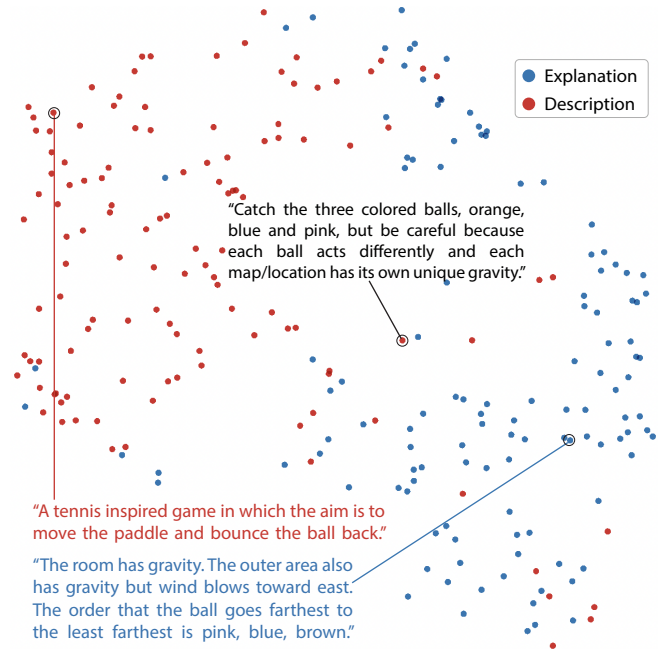 Explanation
Description
“Catch the three colored balls, orange,
blue and pink, but be careful because
each ball acts differently and each
map/location has its own unique gravity.”
“A tennis inspired game in which the aim is to
move the paddle and bounce the ball back.”
“The room has gravity. The outer area also
has gravity but wind blows toward east.
The order that the ball goes farthest to
the least farthest is pink, blue, brown.”